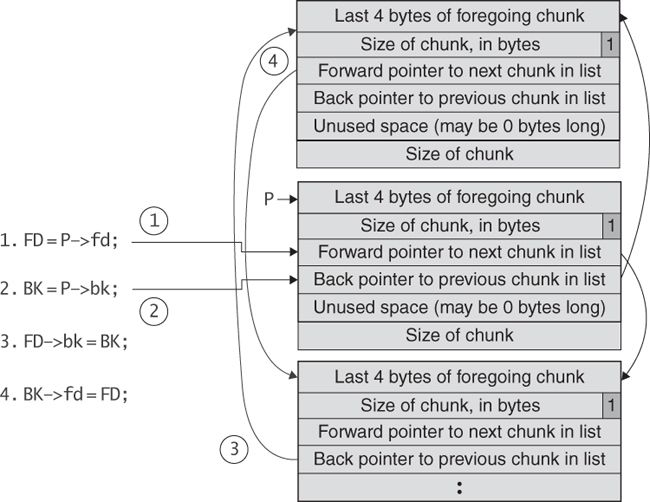 Last 4 bytes of foregoing chunk
Size of chunk, in bytes 1
4
Forward pointer to next chunk in list
Back pointer to previous chunk in list
Unused space (may be 0 bytes long)
Size of chunk
P
Last 4 bytes of foregoing chunk
1
Size of chunk, in bytes 1
1. FD=P->fd;
Forward pointer to next chunk in list
2. BK=P->bk;
Back pointer to previous chunk in list
2
Unused space (may be 0 bytes long)
3. FD->bk=BK;
Size of chunk
4. BK->fd=FD;
Last 4 bytes of foregoing chunk
Size of chunk, in bytes 1
Forward pointer to next chunk in list
3
Back pointer to previous chunk in list
: